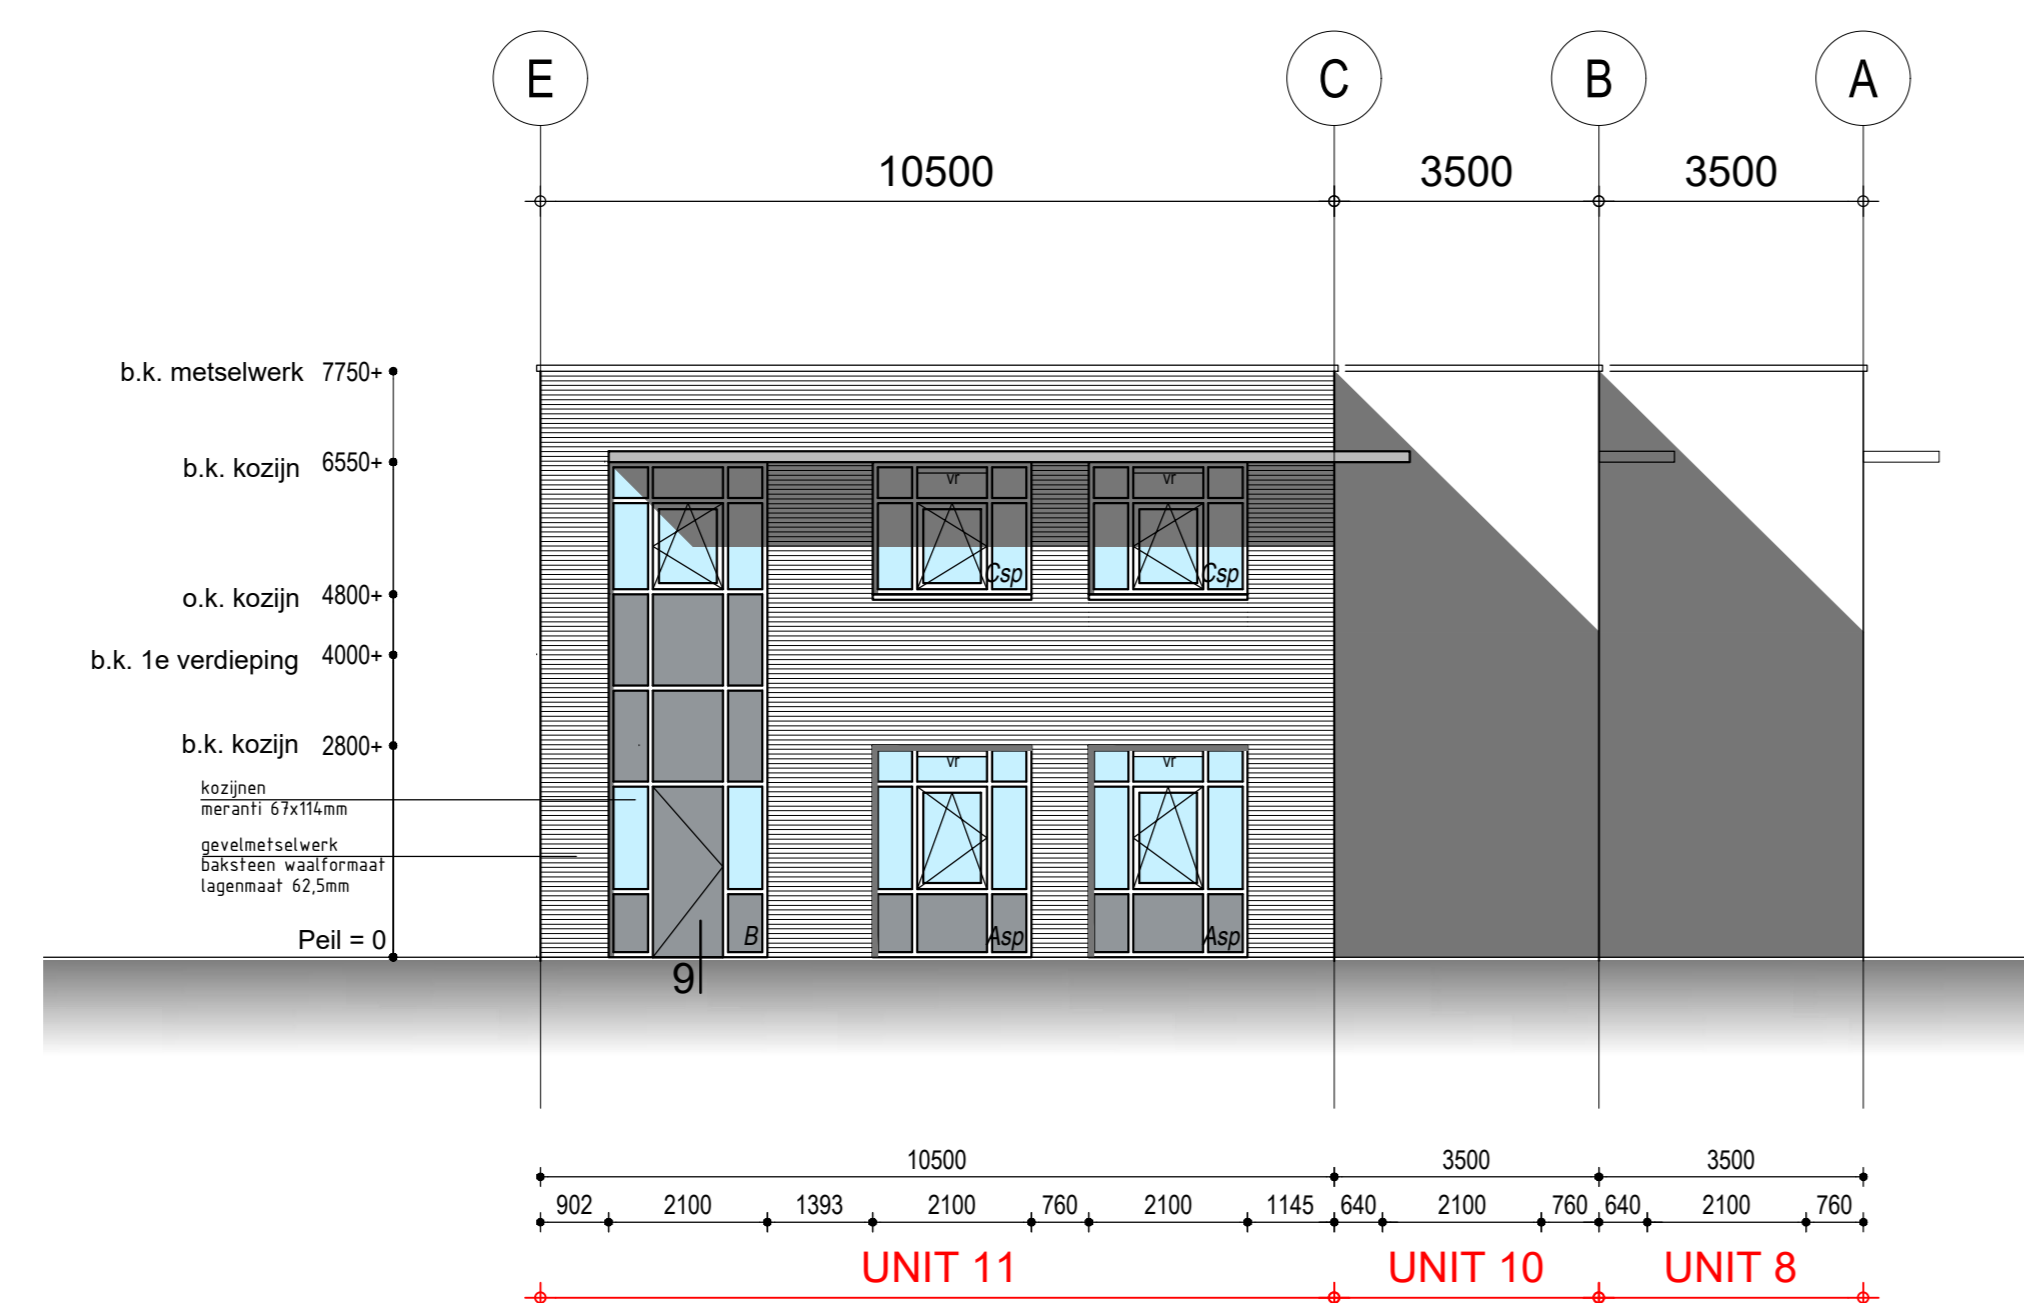 E C B A
10500 3500 3500
b.k. metselwerk 7750+
b.k. kozijn 6550+
vr vr
o.k. kozijn 4800+
Csp Csp
b.k. 1e verdieping 4000+
b.k. kozijn 2800+
vr vr
kozijnen
meranti 67x114mm
gevelmetselwerk
baksteen waalformaat
lagenmaat 62,5mm
Peil = 0
B Asp Asp
9
10500 3500 3500
902 2100 1393 2100 760 2100 1145 640 2100 760 640 2100 760
UNIT 11 UNIT 10 UNIT 8